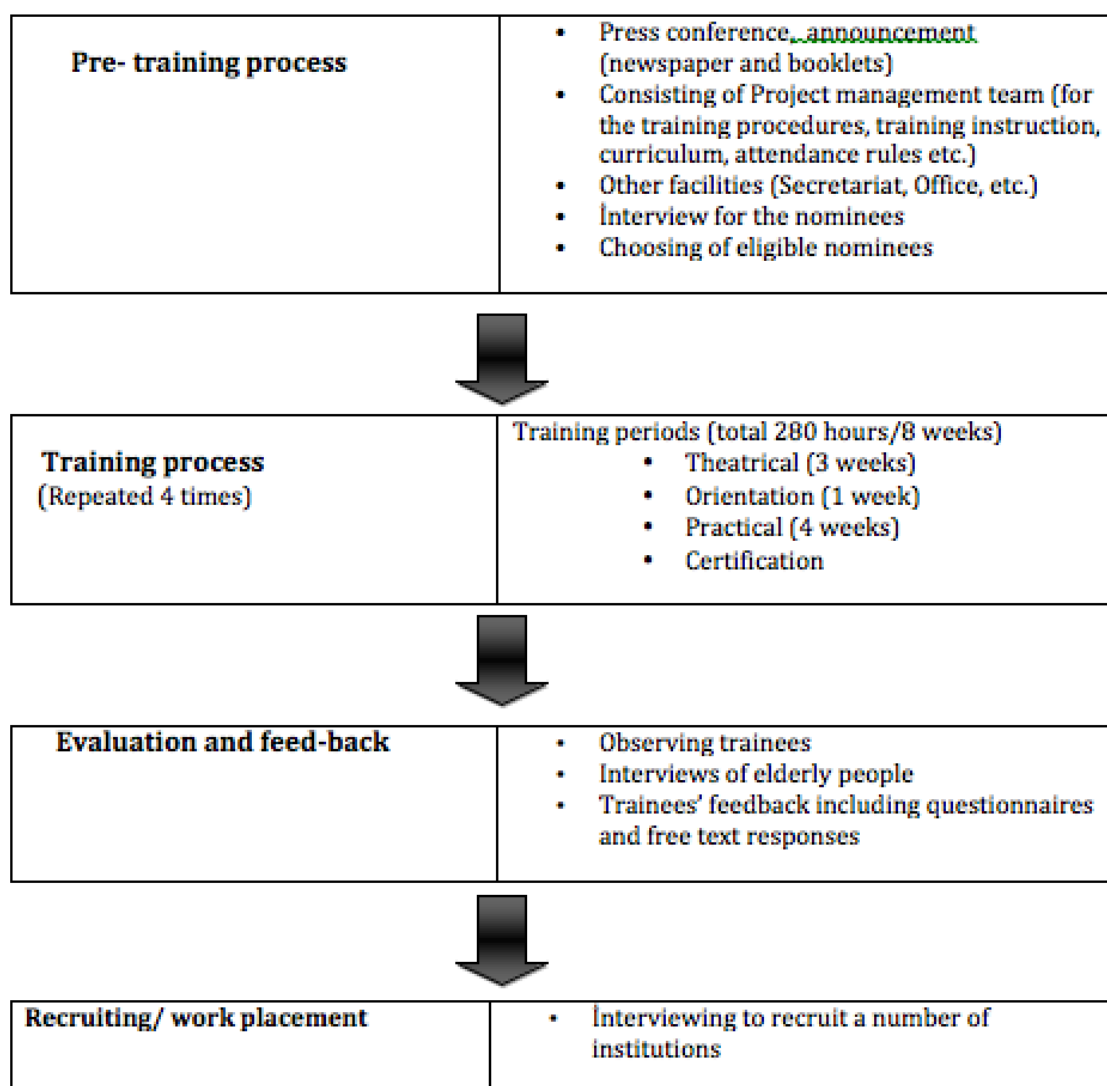 Pre- training process
• Press conference, announcement
(newspaper and booklets)
• Consisting of Project management team (for
the training procedures, training instruction,
curriculum, attendance rules etc.)
• Other facilities (Secretariat, Office, etc.)
• İnterview for the nominees
• Choosing of eligible nominees
Training process
(Repeated 4 times)
Training periods (total 280 hours/8 weeks)
• Theatrical (3 weeks)
• Orientation (1 week)
• Practical (4 weeks)
• Certification
Evaluation and feed-back
• Observing trainees
• Interviews of elderly people
• Trainees’ feedback including questionnaires
and free text responses
Recruiting/ work placement
• İnterviewing to recruit a number of
institutions